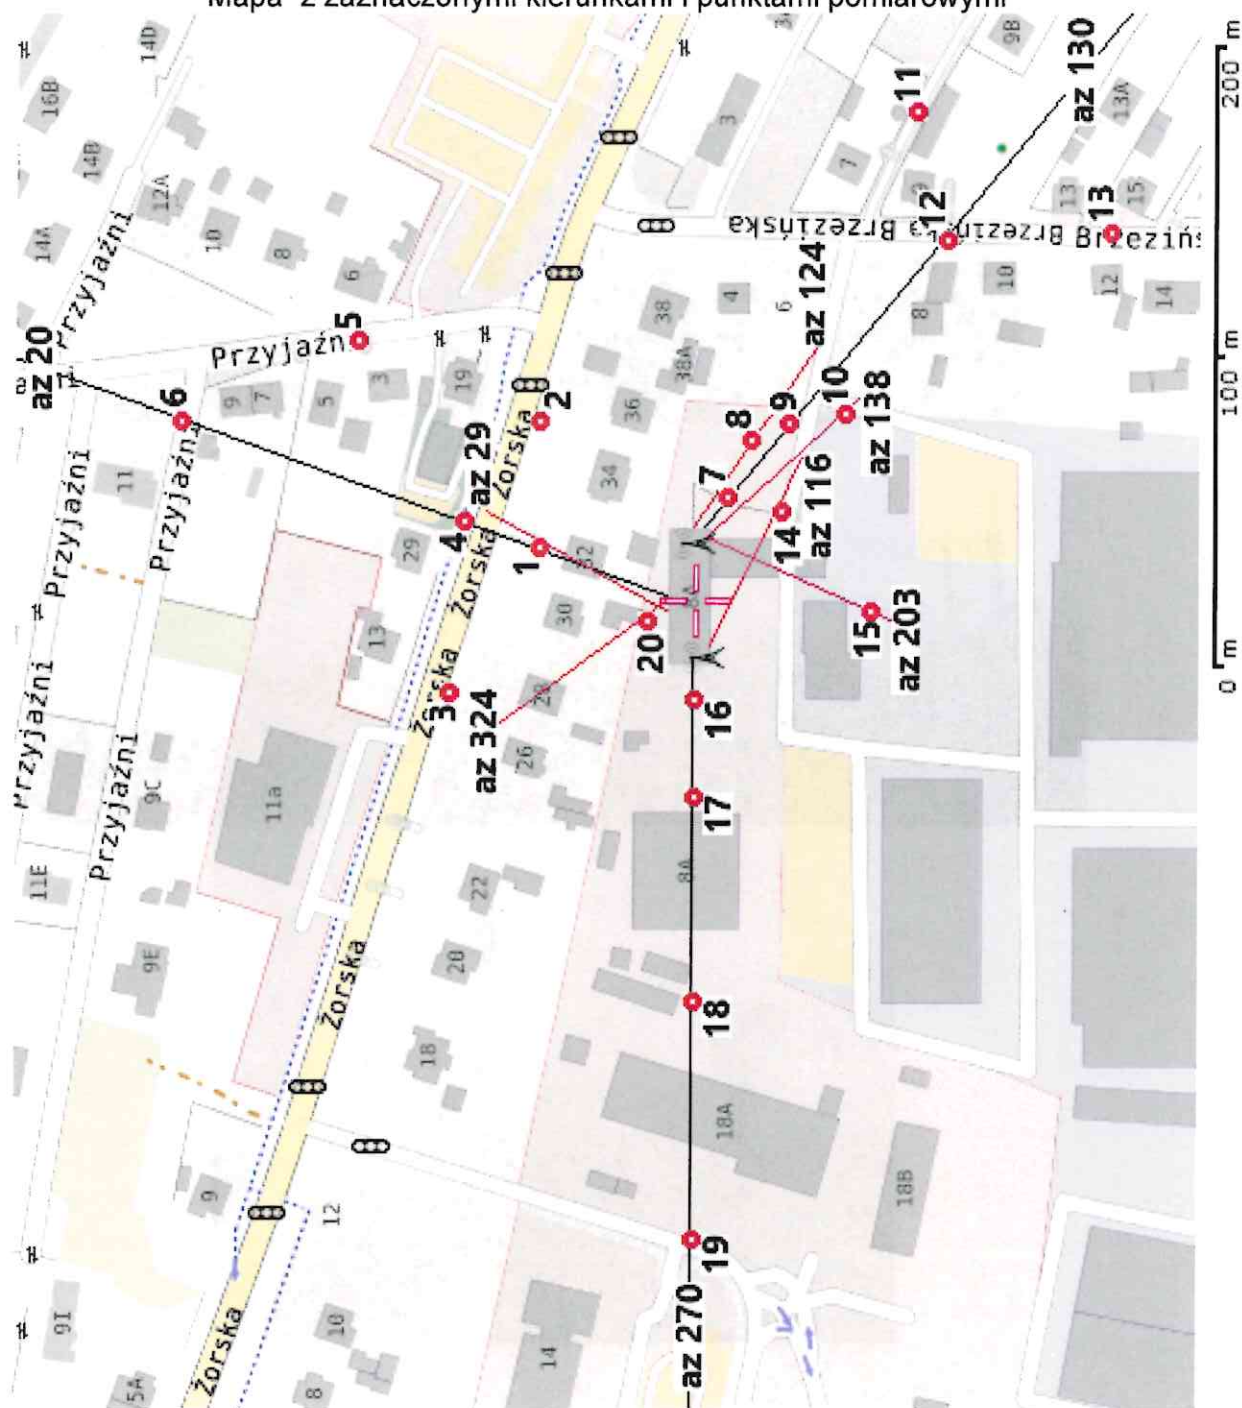 Mapa z zaznaczonymi kierunkami i punktami pomiarowymi
14D
16B
14B
14A
12A
10
8
6
Przyjaźni
az 20
6
Przyjaźni
5
9
7
5
3
19
11
Przyjaźni
Przyjaźni
az 29
Żorska
2
4
Żorska
1
29
13
Żorska
3
az 324
Przyjaźni
Przyjaźni
9C
11a
11E
9E
Żorska
9
12
9I
5A
Żorska
10
8
3
9B
az 130
11
13A
7
9
13
15
13
12
Brzezińska
Brzezińska
Brzezińs
10
8
12
14
4
6
az 124
38
38A
36
34
32
30
28
26
22
20
18
8
9
10
az 138
7
14
az 116
15
az 203
20
16
17
8A
8A
18
18A
18B
19
az 270
14
0 m
100 m
200 m